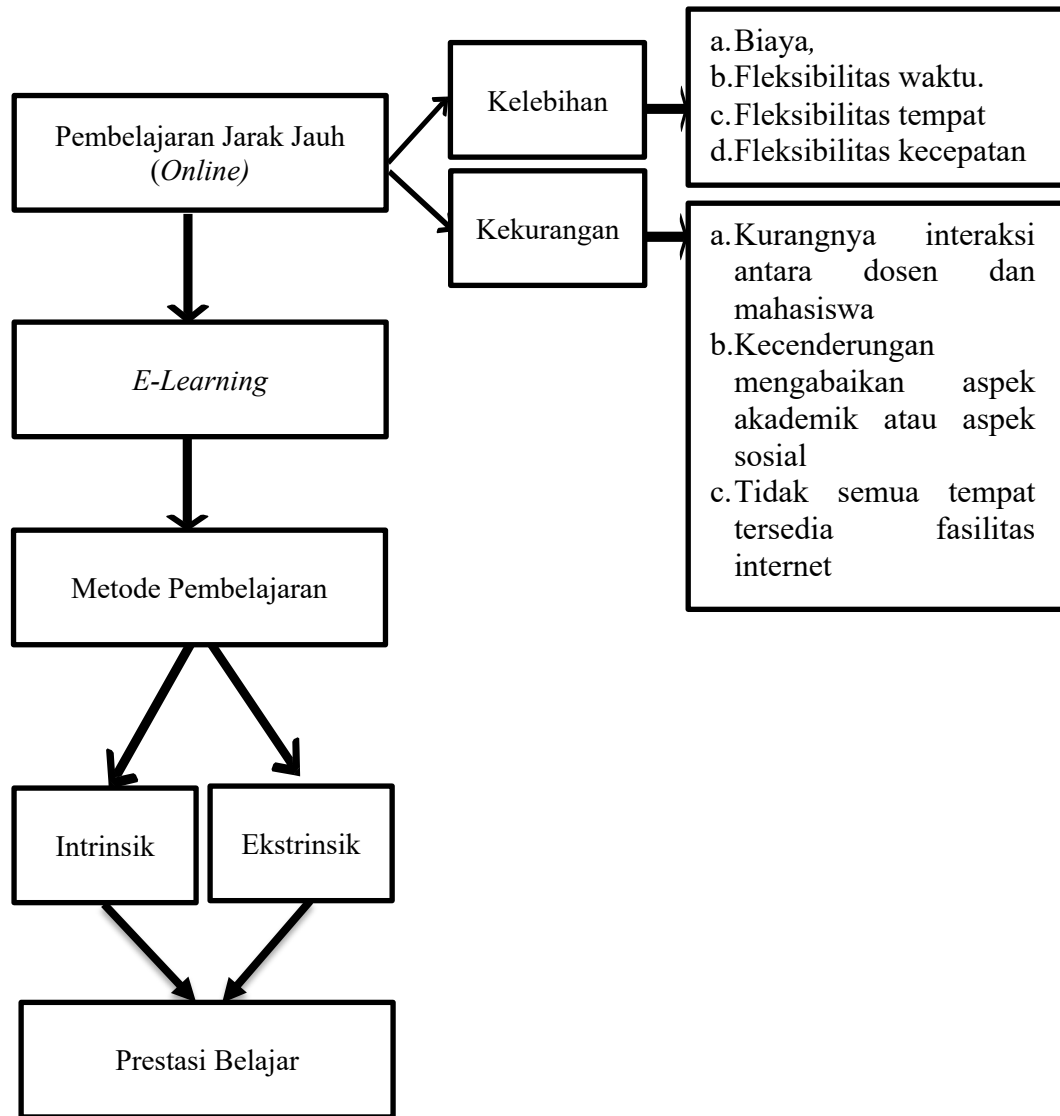 Pembelajaran Jarak Jauh
(Online)
Kelebihan
a.Biaya,
b.Fleksibilitas waktu.
c.Fleksibilitas tempat
d.Fleksibilitas kecepatan
Kekurangan
a.Kurangnya interaksi
antara dosen dan
mahasiswa
b.Kecenderungan
mengabaikan aspek
akademik atau aspek
sosial
c.Tidak semua tempat
tersedia fasilitas
internet
E-Learning
Metode Pembelajaran
Intrinsik
Ekstrinsik
Prestasi Belajar